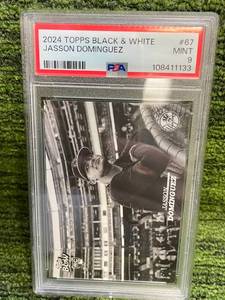 2024 TOPPS BLACK & WHITE #67
JASSON DOMINGUEZ MINT
PSA 9
108411133
JASSON
DOMINGUEZ